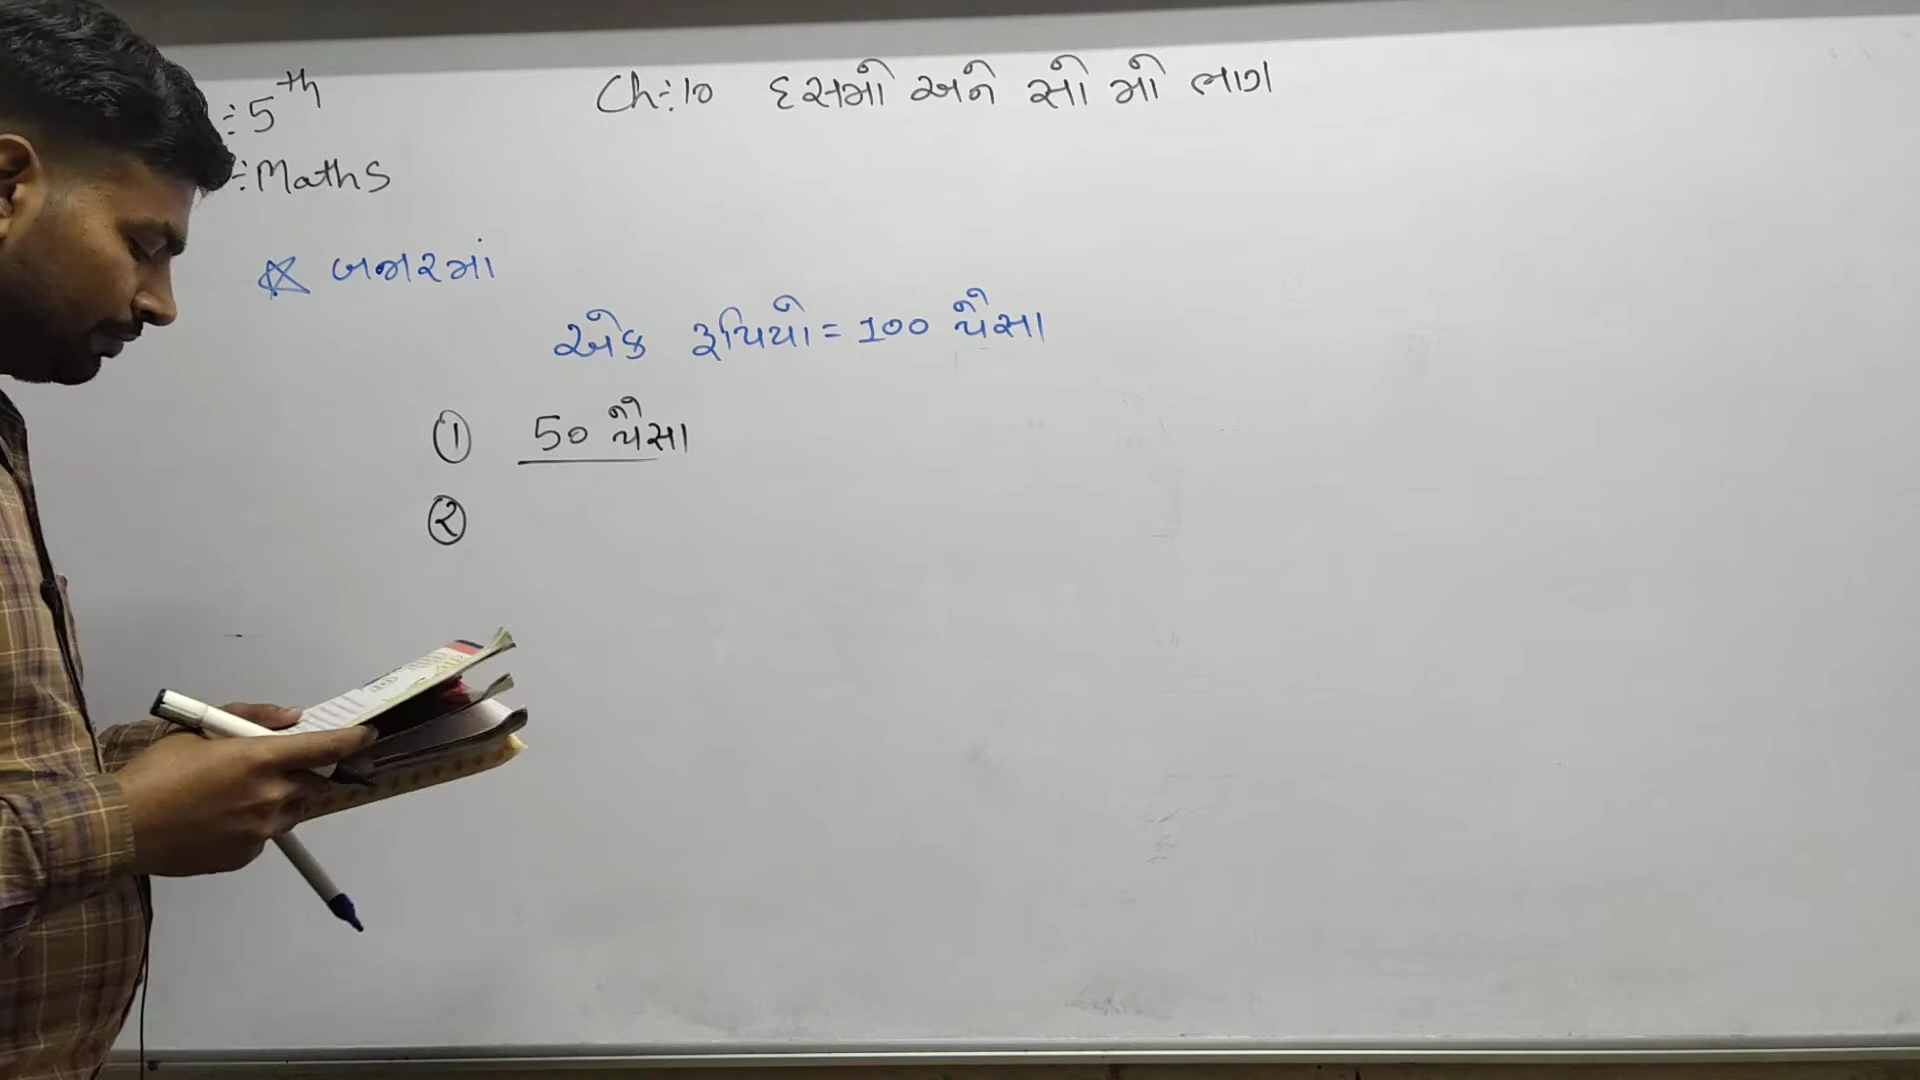 ÷ 5th
÷ Maths
Ch÷10 દસમો અને સો મો ભાગ
☆ બજારમાં
એક રૂપિયો = 100 પૈસા
① 50 પૈસા
②